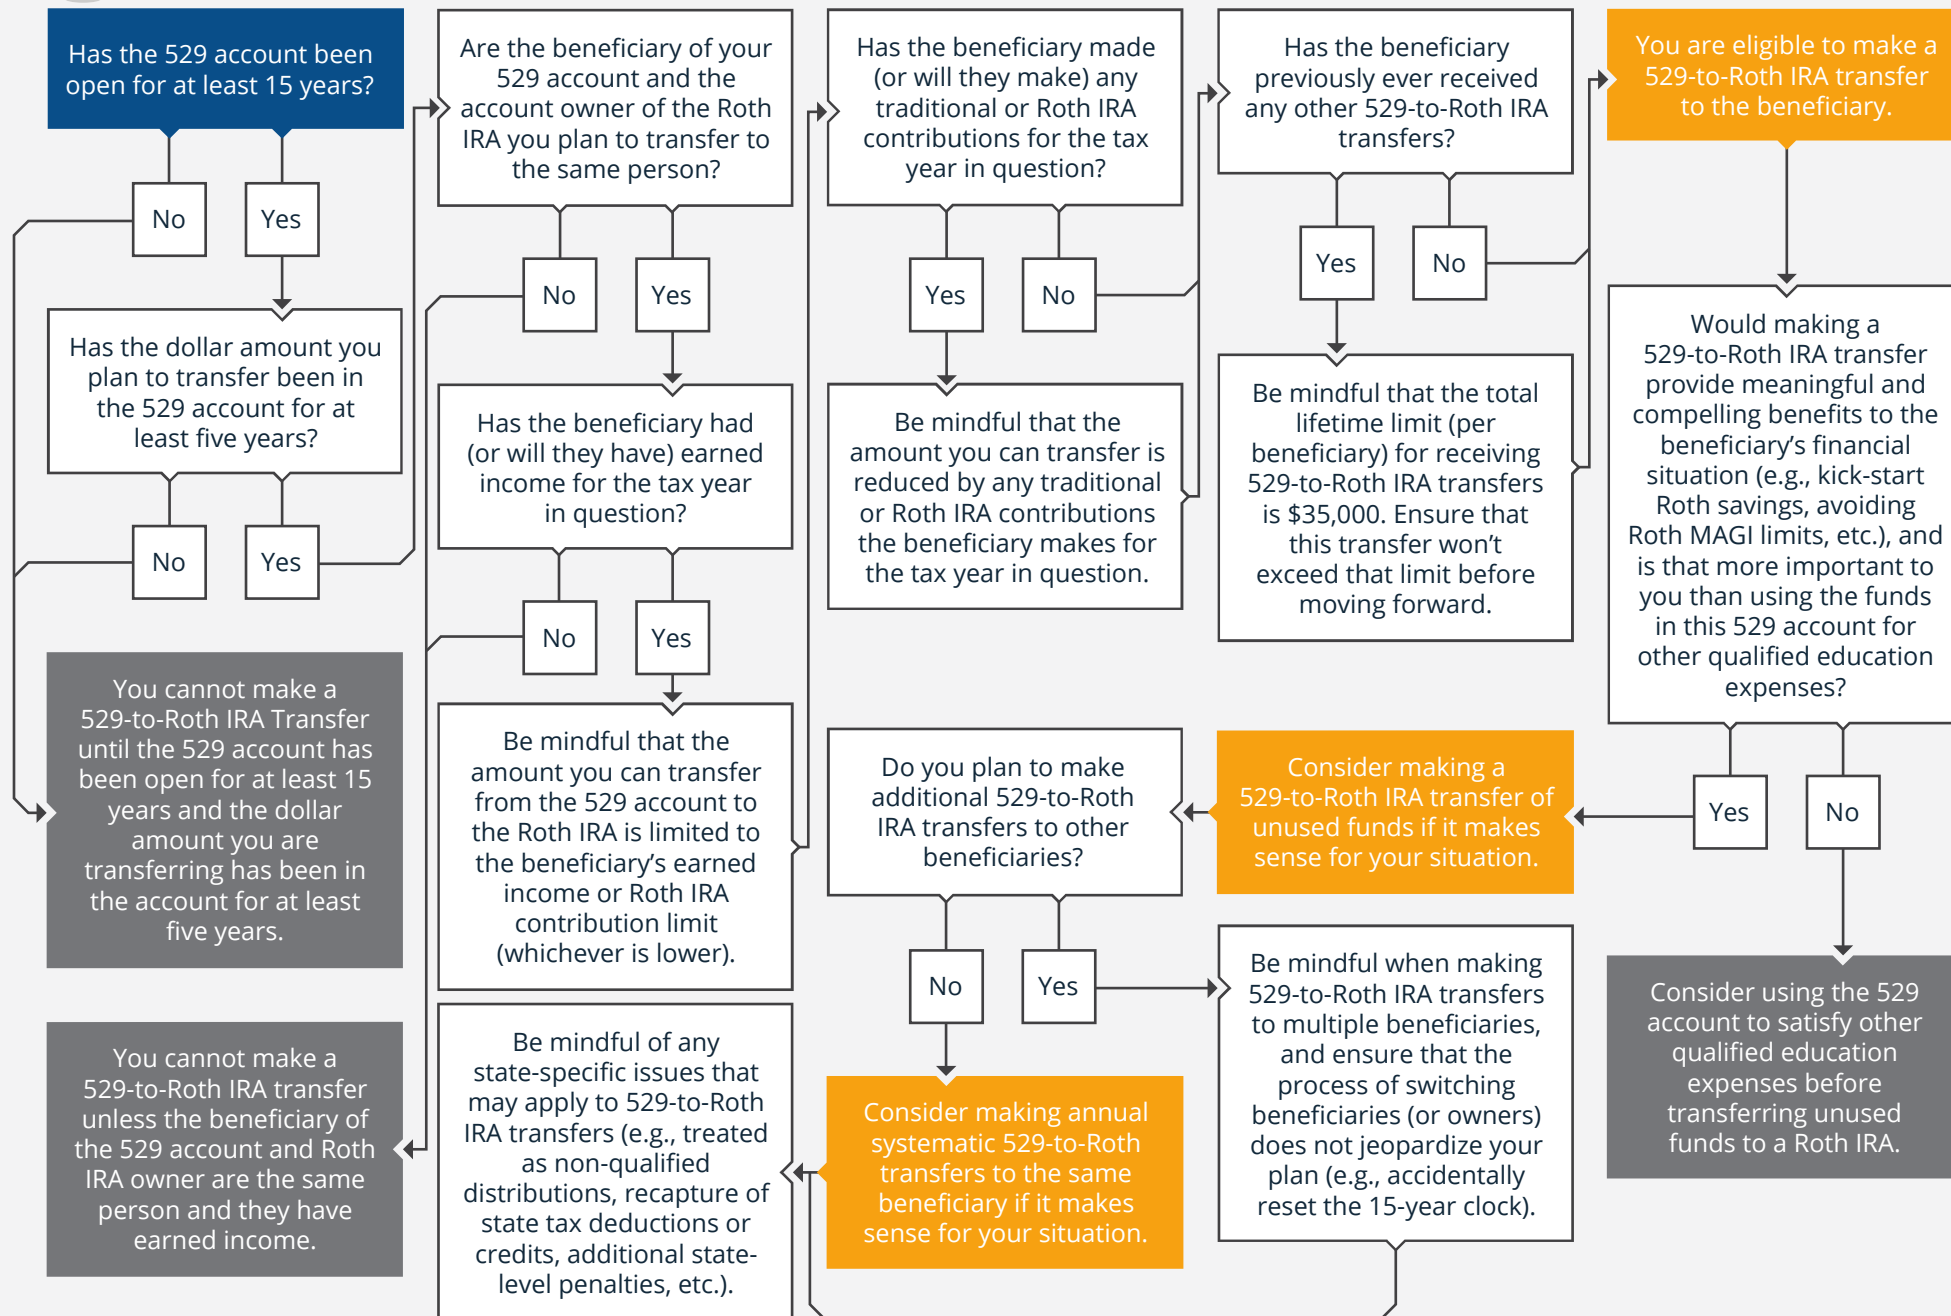 Has the 529 account been
open for at least 15 years?
No
Yes
Has the dollar amount you
plan to transfer been in
the 529 account for at
least five years?
No
Yes
You cannot make a
529-to-Roth IRA Transfer
until the 529 account has
been open for at least 15
years and the dollar
amount you are
transferring has been in
the account for at least
five years.
You cannot make a
529-to-Roth IRA transfer
unless the beneficiary of
the 529 account and Roth
IRA owner are the same
person and they have
earned income.
Are the beneficiary of your
529 account and the
account owner of the Roth
IRA you plan to transfer to
the same person?
No
Yes
Has the beneficiary had
(or will they have) earned
income for the tax year
in question?
No
Yes
Be mindful that the
amount you can transfer
from the 529 account to
the Roth IRA is limited to
the beneficiary's earned
income or Roth IRA
contribution limit
(whichever is lower).
Be mindful of any
state-specific issues that
may apply to 529-to-Roth
IRA transfers (e.g., treated
as non-qualified
distributions, recapture of
state tax deductions or
credits, additional state-
level penalties, etc.).
Has the beneficiary made
(or will they make) any
traditional or Roth IRA
contributions for the tax
year in question?
Yes
No
Be mindful that the
amount you can transfer is
reduced by any traditional
or Roth IRA contributions
the beneficiary makes for
the tax year in question.
Has the beneficiary
previously ever received
any other 529-to-Roth IRA
transfers?
Yes
No
Be mindful that the total
lifetime limit (per
beneficiary) for receiving
529-to-Roth IRA transfers
is $35,000. Ensure that
this transfer won't
exceed that limit before
moving forward.
You are eligible to make a
529-to-Roth IRA transfer
to the beneficiary.
Would making a
529-to-Roth IRA transfer
provide meaningful and
compelling benefits to the
beneficiary's financial
situation (e.g., kick-start
Roth savings, avoiding
Roth MAGI limits, etc.), and
is that more important to
you than using the funds
in this 529 account for
other qualified education
expenses?
Yes
No
Consider using the 529
account to satisfy other
qualified education
expenses before
transferring unused
funds to a Roth IRA.
Consider making a
529-to-Roth IRA transfer of
unused funds if it makes
sense for your situation.
Do you plan to make
additional 529-to-Roth
IRA transfers to other
beneficiaries?
No
Yes
Consider making annual
systematic 529-to-Roth
transfers to the same
beneficiary if it makes
sense for your situation.
Be mindful when making
529-to-Roth IRA transfers
to multiple beneficiaries,
and ensure that the
process of switching
beneficiaries (or owners)
does not jeopardize your
plan (e.g., accidentally
reset the 15-year clock).